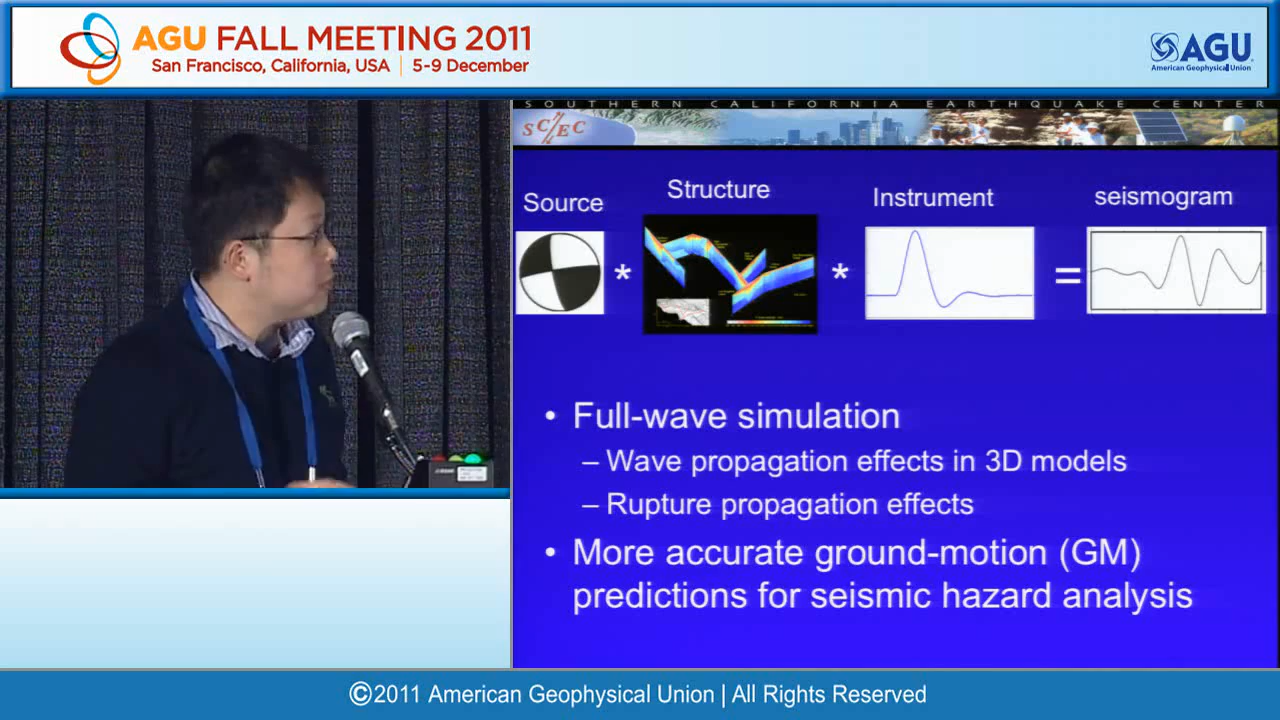 AGU FALL MEETING 2011
San Francisco, California, USA | 5-9 December
AGU
American Geophysical Union
SOUTHERN CALIFORNIA EARTHQUAKE CENTER
SC/EC
Source
Structure
Instrument
seismogram
*
*
=
• Full-wave simulation
– Wave propagation effects in 3D models
– Rupture propagation effects
• More accurate ground-motion (GM)
predictions for seismic hazard analysis
©2011 American Geophysical Union | All Rights Reserved